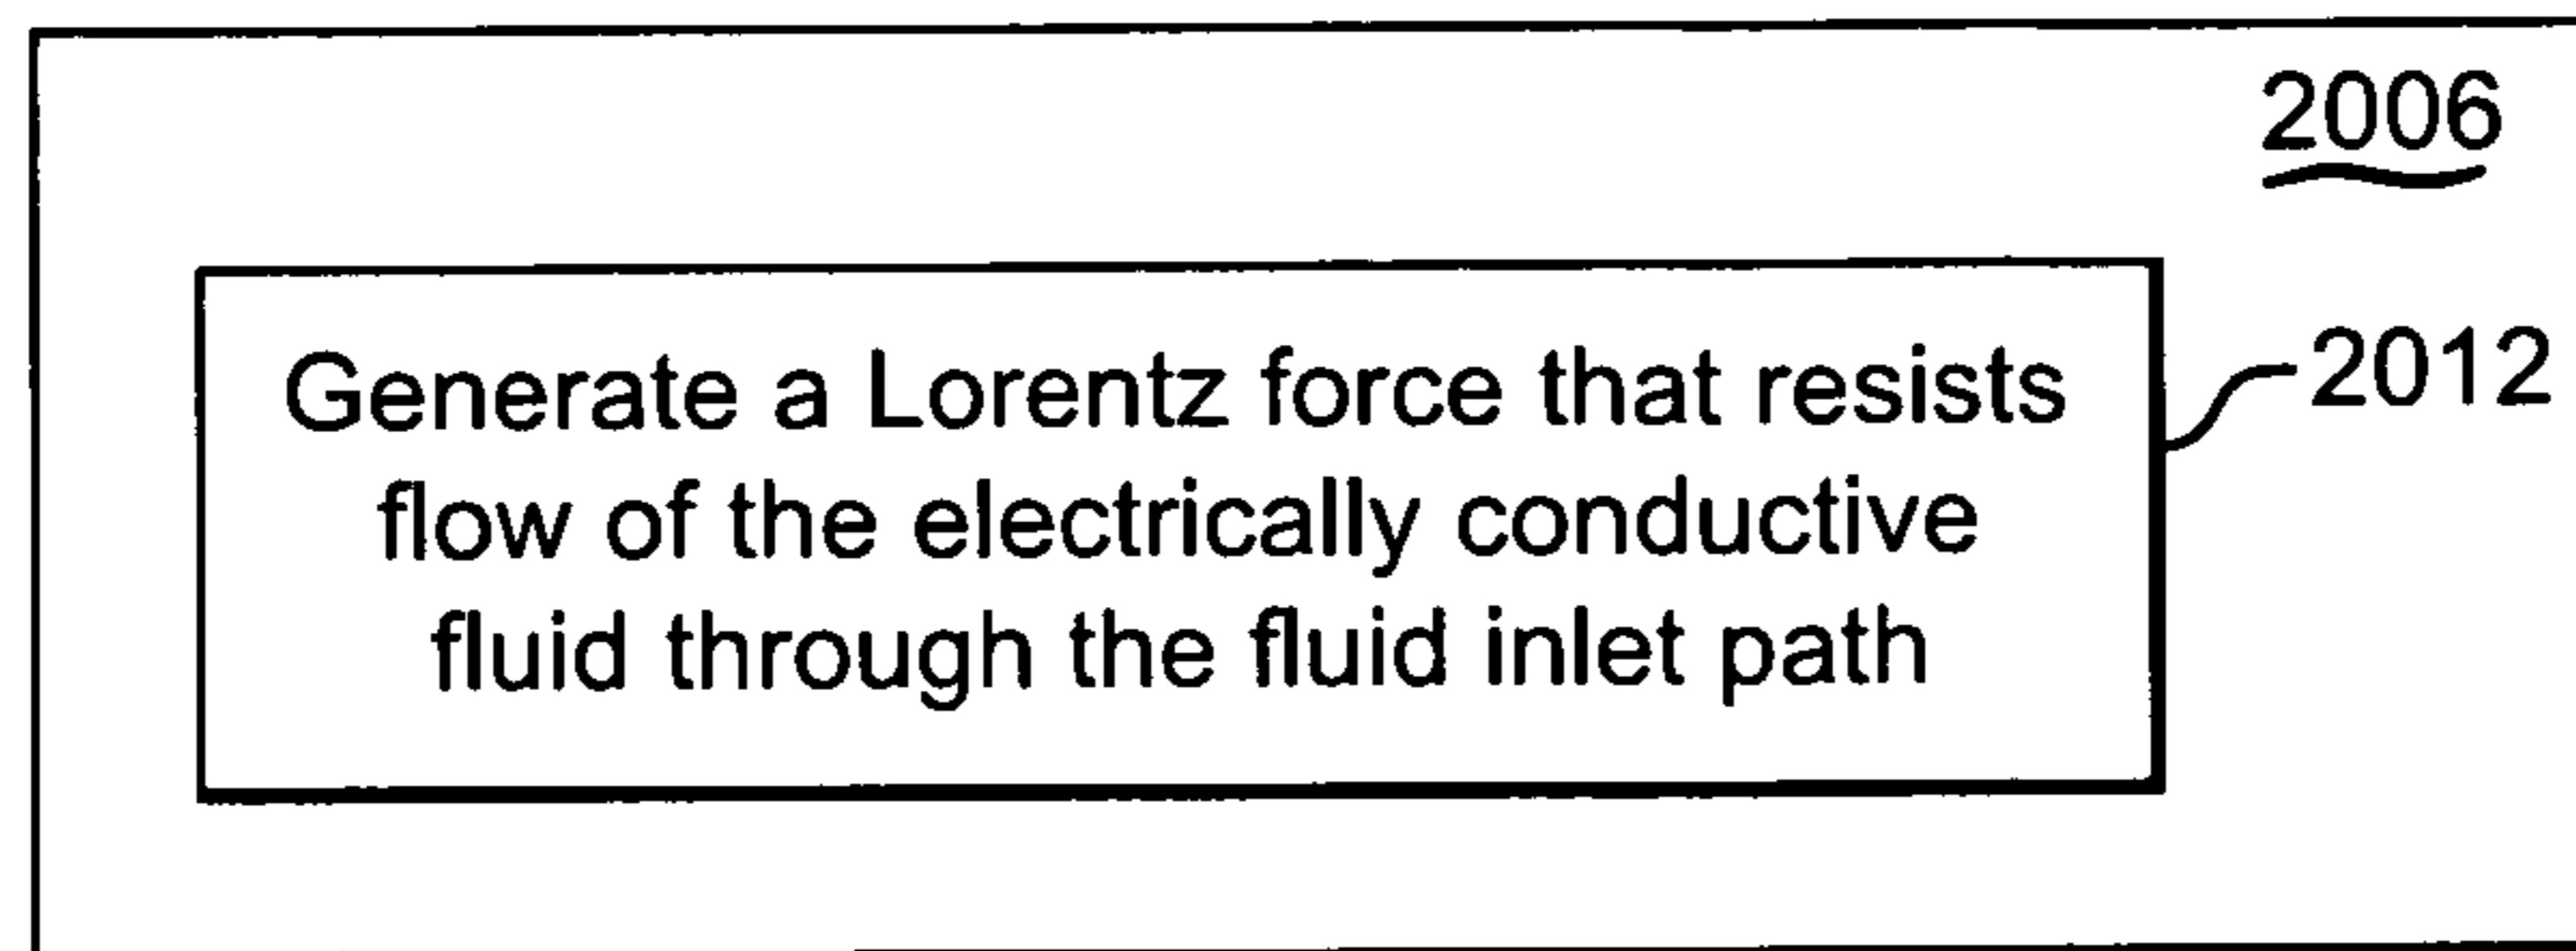 2006
Generate a Lorentz force that resists
2012
flow of the electrically conductive
fluid through the fluid inlet path